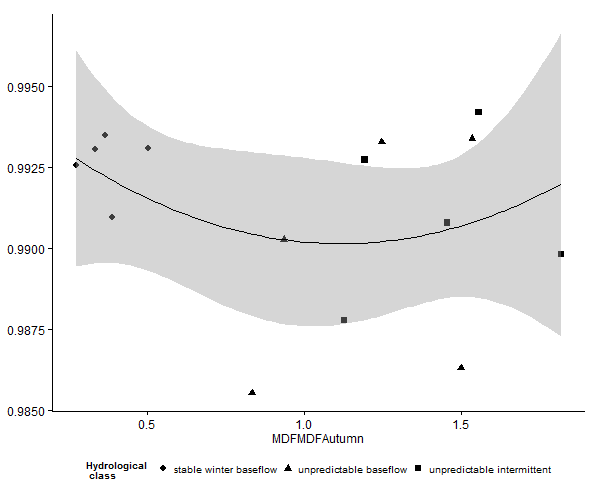 0.9950
0.9925
0.9900
0.9875
0.9850
0.5 1.0 1.5
MDFMDFAutumn
Hydrological
class
stable winter baseflow unpredictable baseflow unpredictable intermittent